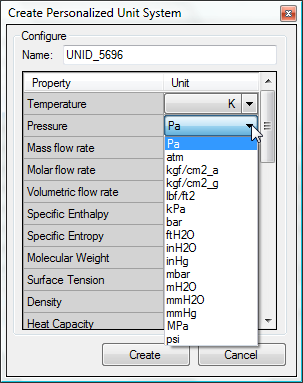 Create Personalized Unit System
Configure
Name: UNID_5696
Property Unit
Temperature K
Pressure Pa
Mass flow rate
Molar flow rate
Volumetric flow rate
Specific Enthalpy
Specific Entropy
Molecular Weight
Surface Tension
Density
Heat Capacity
Pa
atm
kgf/cm2_a
kgf/cm2_g
lbf/ft2
kPa
bar
ftH2O
inH2O
inHg
mbar
mH2O
mmH2O
mmHg
MPa
psi
Create Cancel